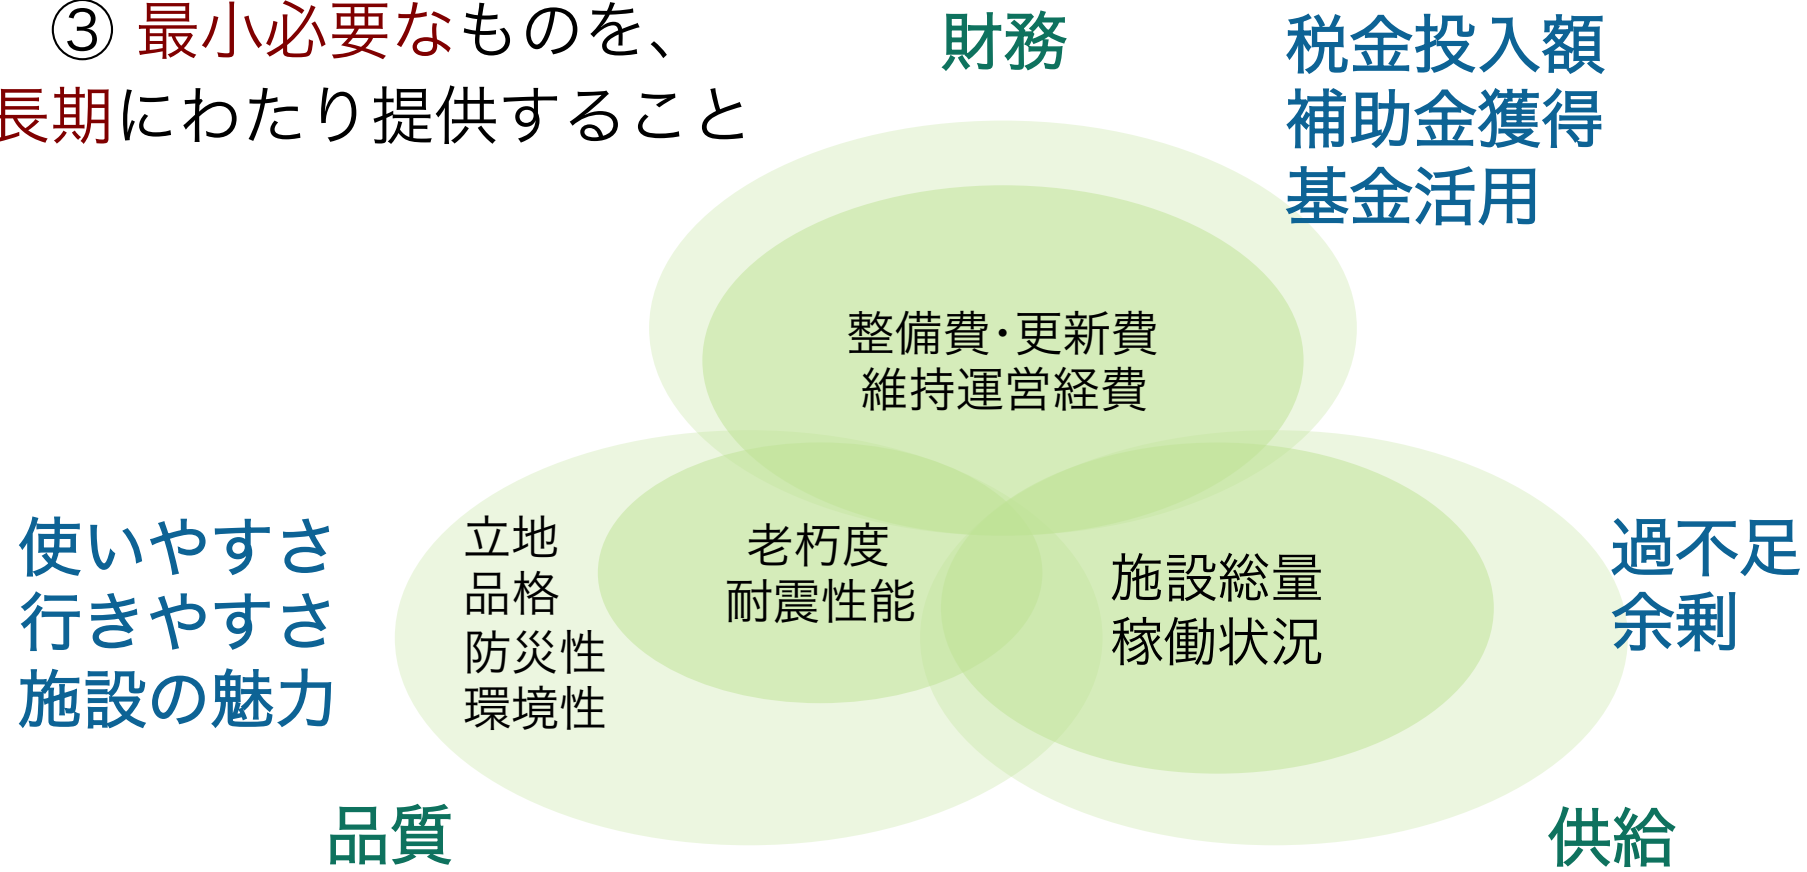 ③ 最小必要なものを、
長期にわたり提供すること
財務
税金投入額
補助金獲得
基金活用
整備費･更新費
維持運営経費
使いやすさ
行きやすさ
施設の魅力
立地
品格
防災性
環境性
老朽度
耐震性能
施設総量
稼働状況
過不足
余剰
品質
供給